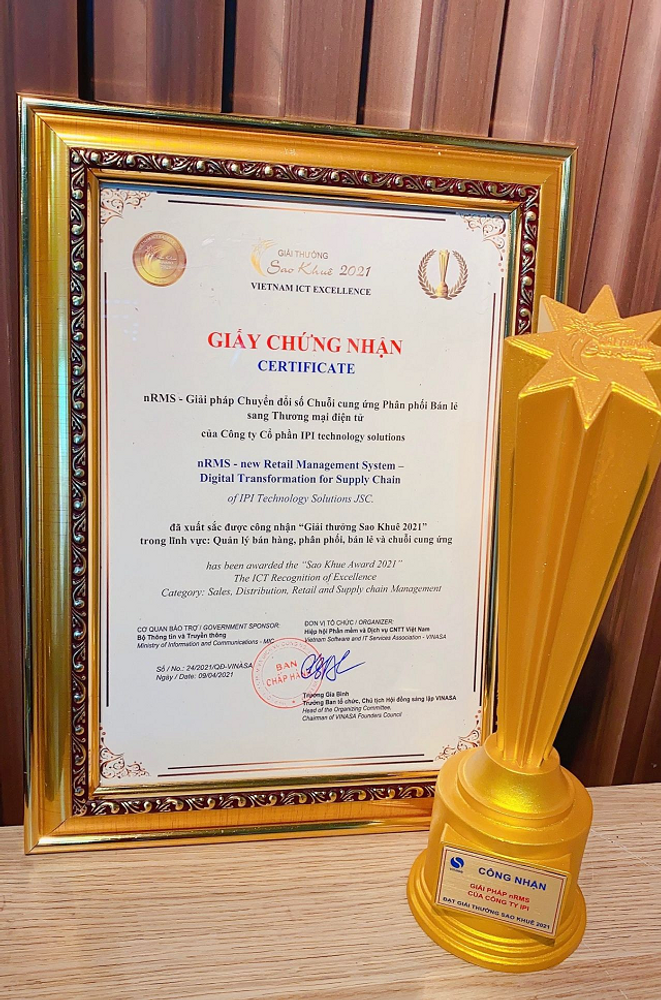 GIẢI THƯỞNG
Sao Khuê 2021
VIETNAM ICT EXCELLENCE
GIẤY CHỨNG NHẬN
CERTIFICATE
nRMS - Giải pháp Chuyển đổi số Chuỗi cung ứng Phân phối Bán lẻ
sang Thương mại điện tử
của Công ty Cổ phần IPI technology solutions
nRMS - new Retail Management System –
Digital Transformation for Supply Chain
of IPI Technology Solutions JSC.
đã xuất sắc được công nhận “Giải thưởng Sao Khuê 2021”
trong lĩnh vực: Quản lý bán hàng, phân phối, bán lẻ và chuỗi cung ứng
has been awarded the “Sao Khue Award 2021”
The ICT Recognition of Excellence
Category: Sales, Distribution, Retail and Supply chain Management
CƠ QUAN BẢO TRỢ / GOVERNMENT SPONSOR:
Bộ Thông tin và Truyền thông
Ministry of Information and Communications - MIC
Số / No.: 24/2021/QĐ-VINASA
Ngày / Date: 09/04/2021
ĐƠN VỊ TỔ CHỨC / ORGANIZER:
Hiệp hội Phần mềm và Dịch vụ CNTT Việt Nam
Vietnam Software and IT Services Association - VINASA
BAN
CHẤP HÀNH
Trương Gia Bình
Trưởng Ban tổ chức, Chủ tịch Hội đồng sáng lập VINASA
Head of the Organizing Committee,
Chairman of VINASA Founders Council
CÔNG NHẬN
GIẢI PHÁP nRMS
CỦA CÔNG TY IPI
ĐẠT GIẢI THƯỞNG SAO KHUÊ 2021